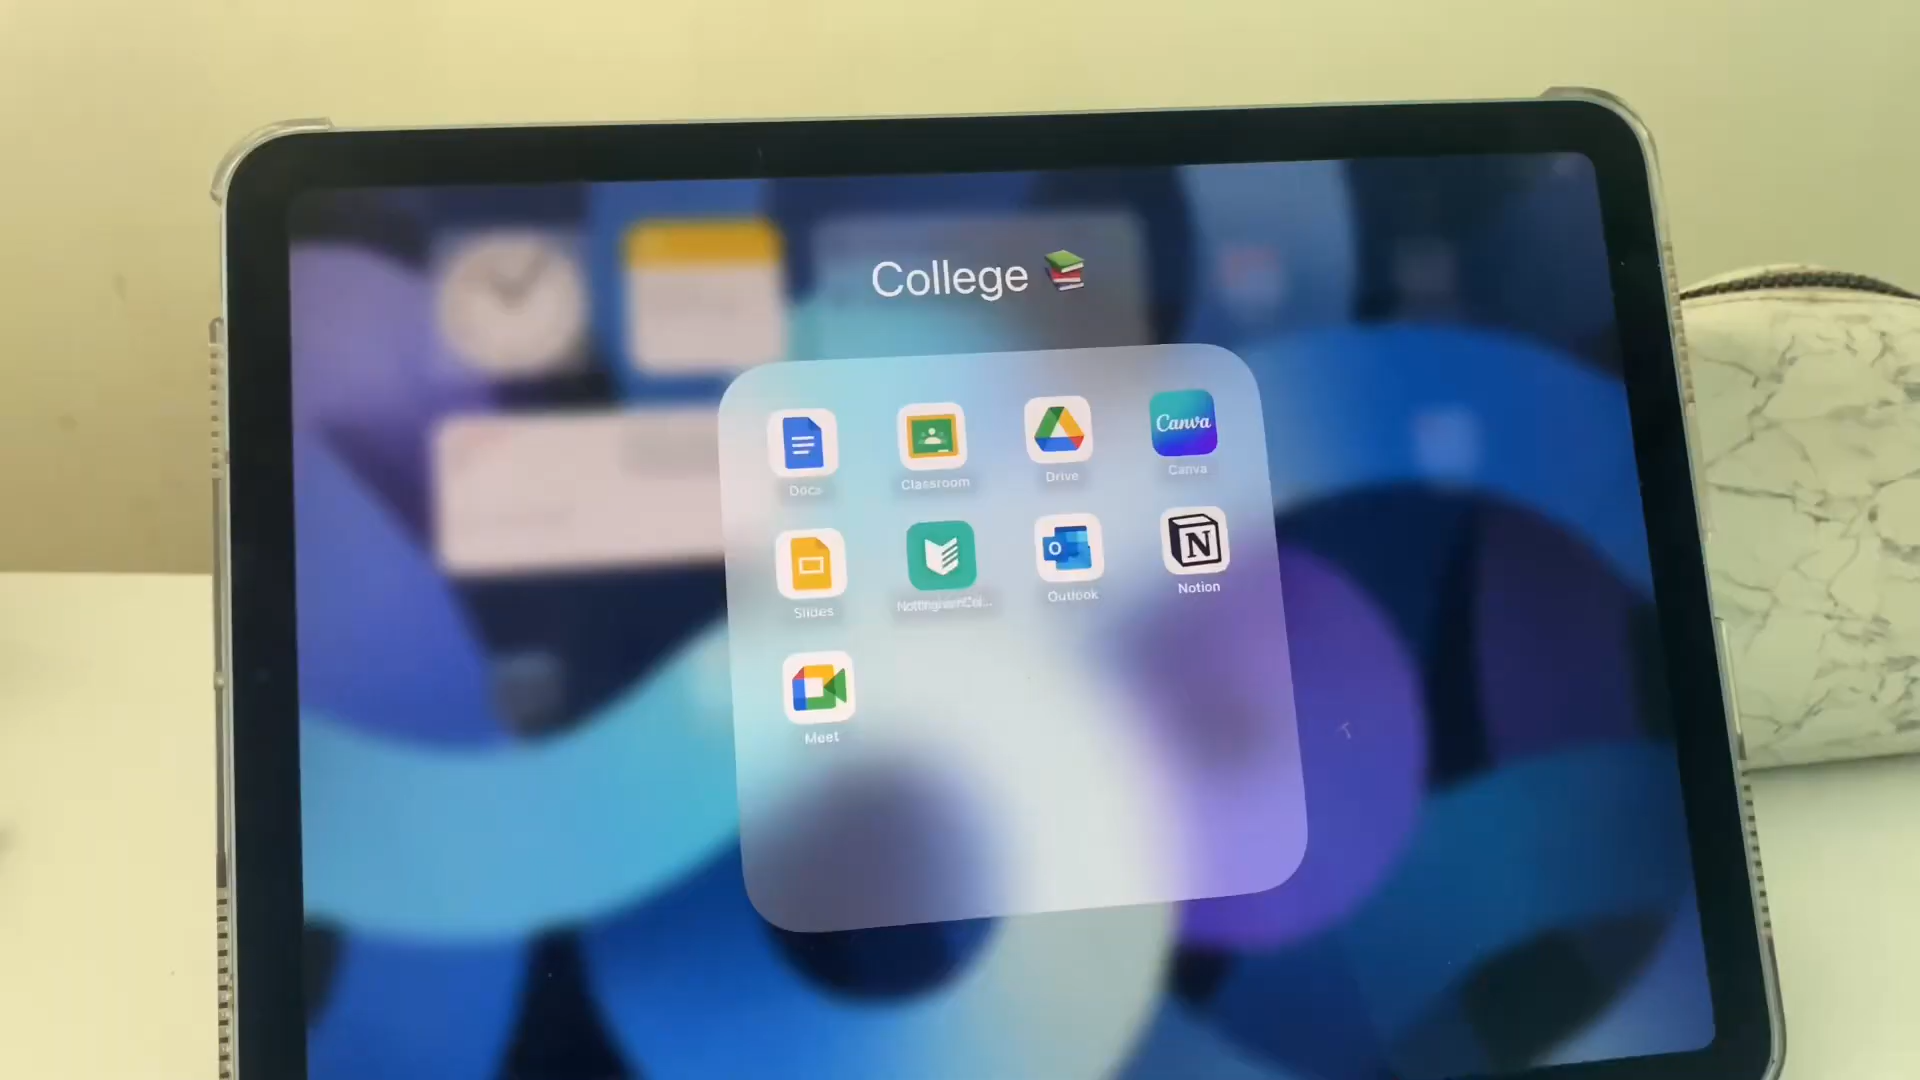 College 📚
Docs Classroom Drive Canva
Canva
Slides Outlook Notion
N
Meet